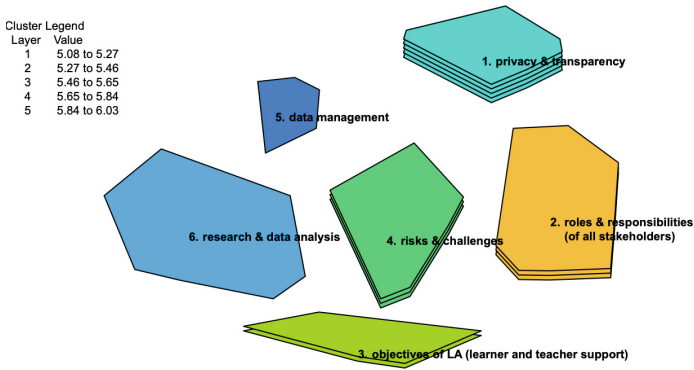 Cluster Legend
Layer Value
1 5.08 to 5.27
2 5.27 to 5.46
3 5.46 to 5.65
4 5.65 to 5.84
5 5.84 to 6.03
1. privacy & transparency
5. data management
2. roles & responsibilities
(of all stakeholders)
6. research & data analysis
4. risks & challenges
3. objectives of LA (learner and teacher support)